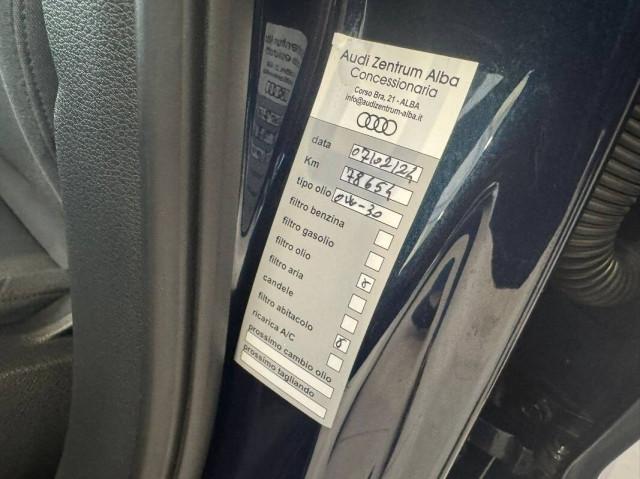 Audi Zentrum Alba
Concessionaria
Corso Bra, 21 - ALBA
info@audizentrum-alba.it
data 07/02/24
Km 78654
tipo olio 0W-30
filtro benzina
filtro gasolio
filtro olio
filtro aria
candele
filtro abitacolo
ricarica A/C
prossimo cambio olio
prossimo tagliando